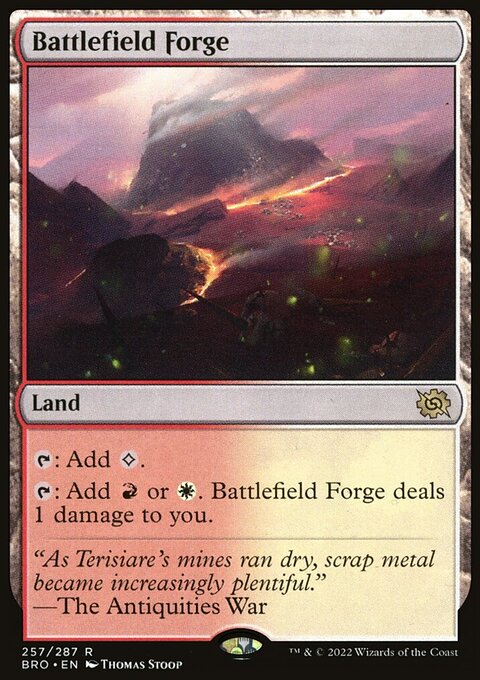 Battlefield Forge
Land
: Add .
: Add  or . Battlefield Forge deals
1 damage to you.
“As Terisiare’s mines ran dry, scrap metal
became increasingly plentiful.”
—The Antiquities War
257/287 R
BRO • EN Thomas Stoop
™ & © 2022 Wizards of the Coast